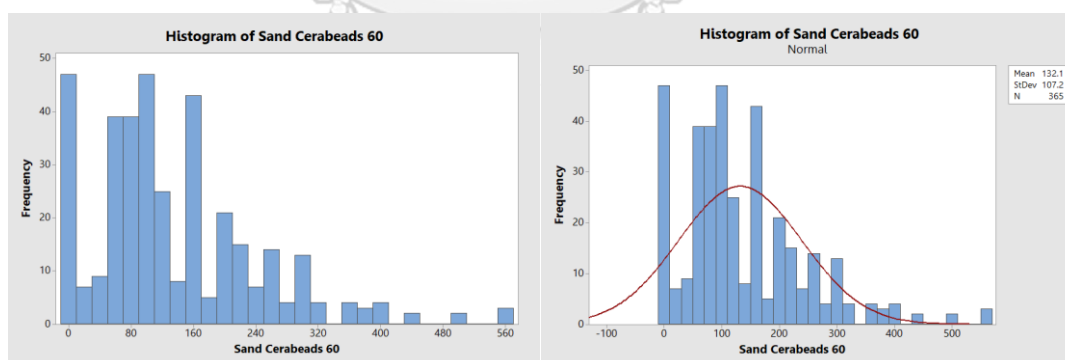 Histogram of Sand Cerabeads 60
50
40
30
20
10
0
Frequency
0 80 160 240 320 400 480 560
Sand Cerabeads 60
Histogram of Sand Cerabeads 60
Normal
50
40
30
20
10
0
Frequency
-100 0 100 200 300 400 500
Sand Cerabeads 60
Mean 132.1
StDev 107.2
N 365